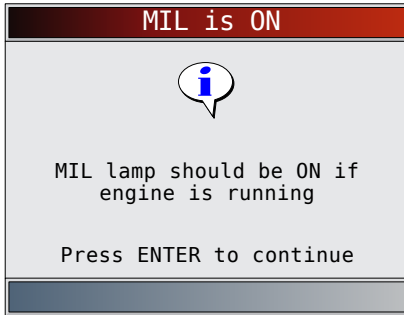 MIL is ON
MIL lamp should be ON if
engine is running
Press ENTER to continue